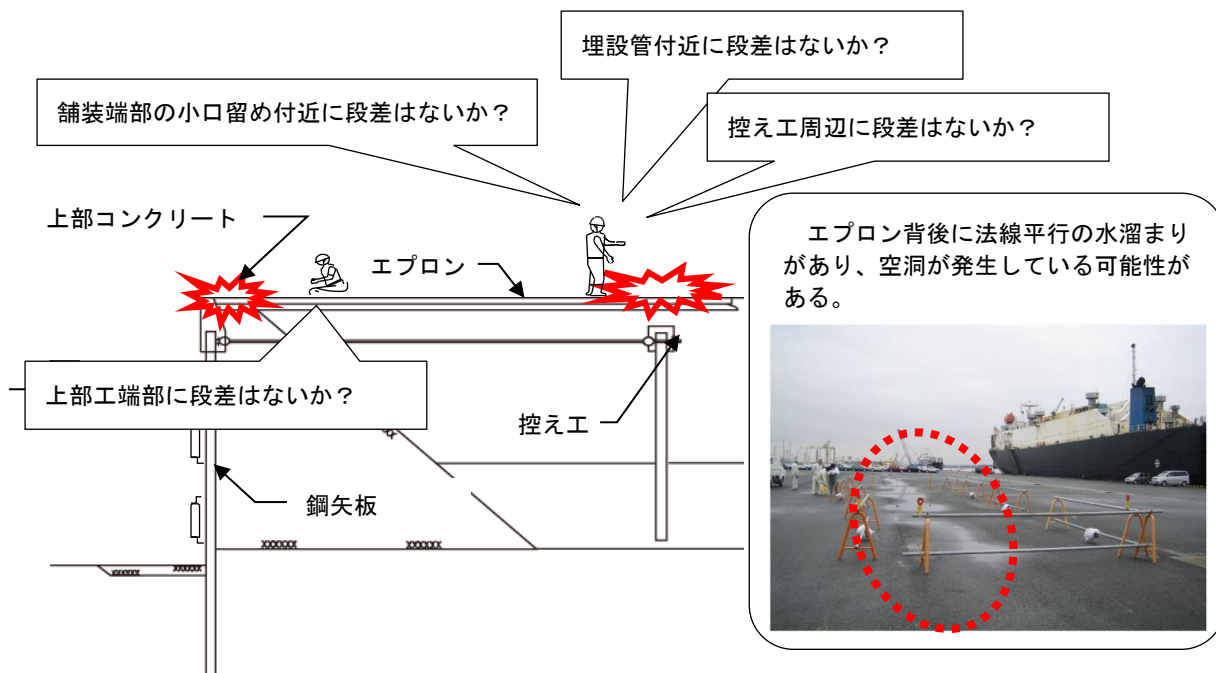 埋設管付近に段差はないか？
舗装端部の小口留め付近に段差はないか？
控え工周辺に段差はないか？
上部コンクリート
エプロン
エプロン背後に法線平行の水溜まり
があり、空洞が発生している可能性が
ある。
上部工端部に段差はないか？
控え工
鋼矢板